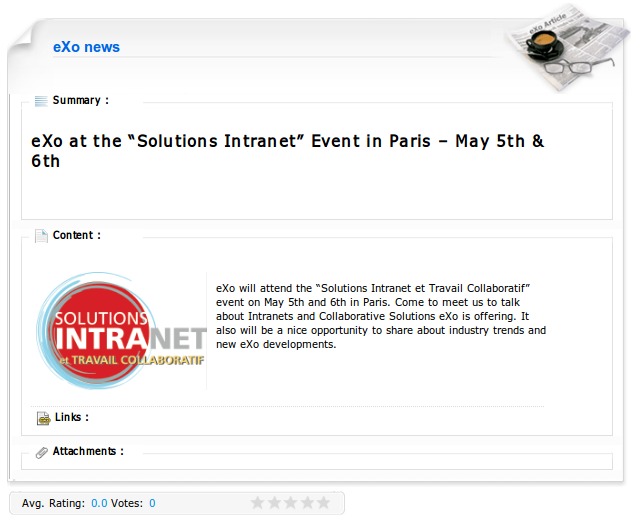 eXo Article
eXo news
Summary :
eXo at the “Solutions Intranet” Event in Paris – May 5th &
6th
Content :
SOLUTIONS
INTRANET
et TRAVAIL COLLABORATIF
eXo will attend the “Solutions Intranet et Travail Collaboratif”
event on May 5th and 6th in Paris. Come to meet us to talk
about Intranets and Collaborative Solutions eXo is offering. It
also will be a nice opportunity to share about industry trends and
new eXo developments.
Links :
Attachments :
Avg. Rating: 0.0 Votes: 0